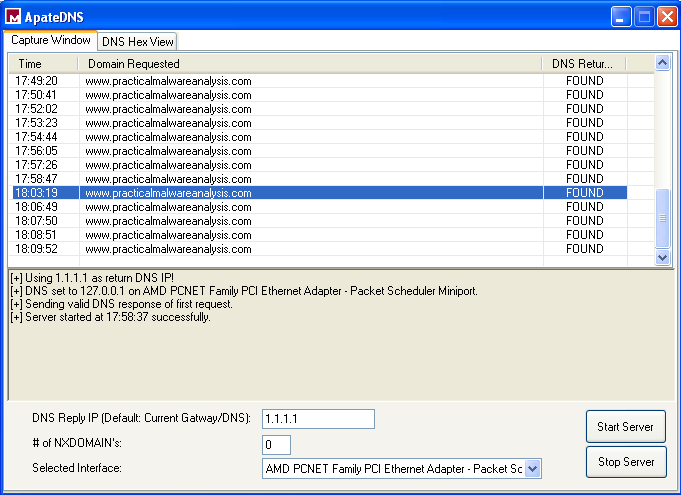 ApateDNS
Capture Window DNS Hex View
Time Domain Requested DNS Retur...
17:49:20 www.practicalmalwareanalysis.com FOUND
17:50:41 www.practicalmalwareanalysis.com FOUND
17:52:02 www.practicalmalwareanalysis.com FOUND
17:53:23 www.practicalmalwareanalysis.com FOUND
17:54:44 www.practicalmalwareanalysis.com FOUND
17:56:05 www.practicalmalwareanalysis.com FOUND
17:57:26 www.practicalmalwareanalysis.com FOUND
17:58:47 www.practicalmalwareanalysis.com FOUND
18:03:19 www.practicalmalwareanalysis.com FOUND
18:06:49 www.practicalmalwareanalysis.com FOUND
18:07:50 www.practicalmalwareanalysis.com FOUND
18:08:51 www.practicalmalwareanalysis.com FOUND
18:09:52 www.practicalmalwareanalysis.com FOUND
[+] Using 1.1.1.1 as return DNS IP!
[+] DNS set to 127.0.0.1 on AMD PCNET Family PCI Ethernet Adapter - Packet Scheduler Miniport.
[+] Sending valid DNS response of first request.
[+] Server started at 17:58:37 successfully.
DNS Reply IP (Default: Current Gatway/DNS): 1.1.1.1
Start Server
# of NXDOMAIN's: 0
Stop Server
Selected Interface: AMD PCNET Family PCI Ethernet Adapter - Packet Sc